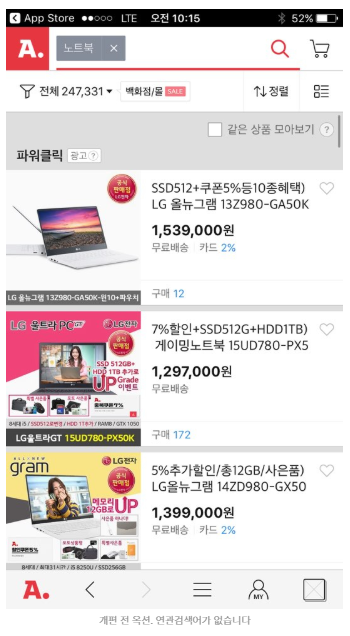 App Store LTE 오전 10:15 52%
A. 노트북 ×
전체 247,331 백화점/몰 SALE 정렬
같은 상품 모아보기 ?
파워클릭 광고 ?
공식
판매점
LG 올뉴그램 13Z980-GA50K-윈10+파우치
SSD512+쿠폰5%등10종혜택)
LG 올뉴그램 13Z980-GA50K
1,539,000원
무료배송 카드 2%
구매 12
LG 울트라 PC GT LG전자
공식
판매점
SSD 512GB+
HDD 1TB 추가로
UP Grade
이벤트
LG울트라GT 15UD780-PX50K
7%할인+SSD512G+HDD1TB)
게이밍노트북 15UD780-PX5
1,297,000원
무료배송
구매 172
gram LG전자
공식
판매점
메모리
2GB로 UP
5%추가할인/총12GB/사은품)
LG올뉴그램 14ZD980-GX50
1,399,000원
무료배송 카드 2%
A. MY
개편 전 옥션. 연관검색어가 없습니다